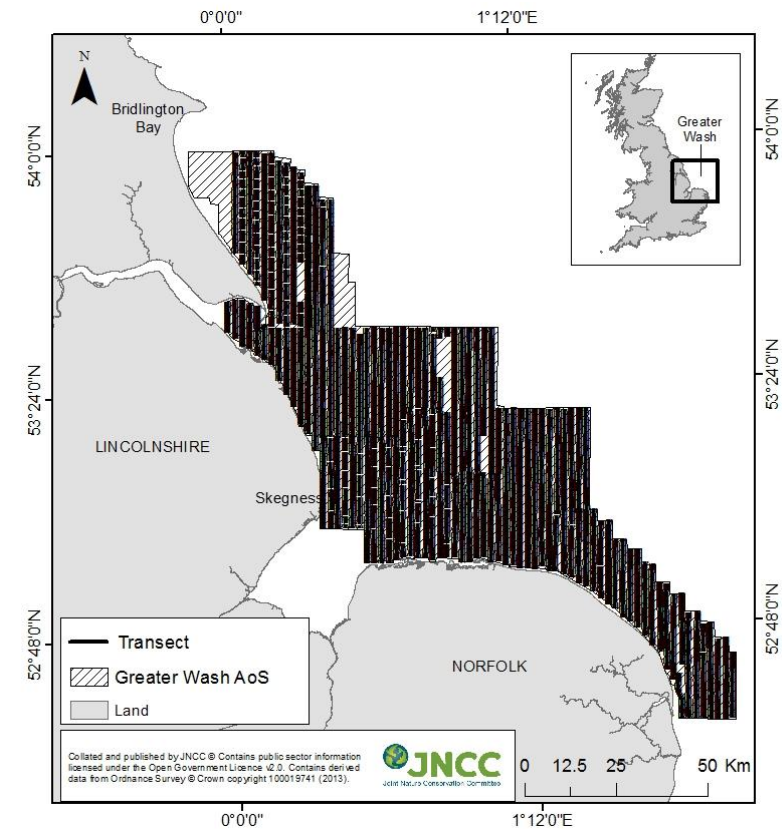 0°0'0"
1°12'0"E
N
Bridlington
Bay
Greater
Wash
54°0'0"N
54°0'0"N
53°24'0"N
53°24'0"N
LINCOLNSHIRE
Skegness
52°48'0"N
52°48'0"N
NORFOLK
Transect
Greater Wash AoS
Land
Collated and published by JNCC © Contains public sector information
licensed under the Open Government Licence v2.0. Contains derived
data from Ordnance Survey © Crown copyright 100019741 (2013).
JNCC
Joint Nature Conservation Committee
0 12.5 25 50 Km
0°0'0"
1°12'0"E